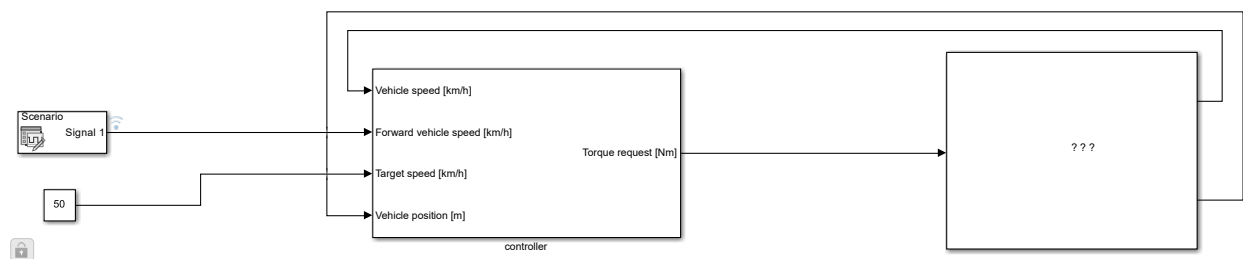 Scenario
Signal 1
50
Vehicle speed [km/h]
Forward vehicle speed [km/h]
Target speed [km/h]
Vehicle position [m]
Torque request [Nm]
controller
? ? ?